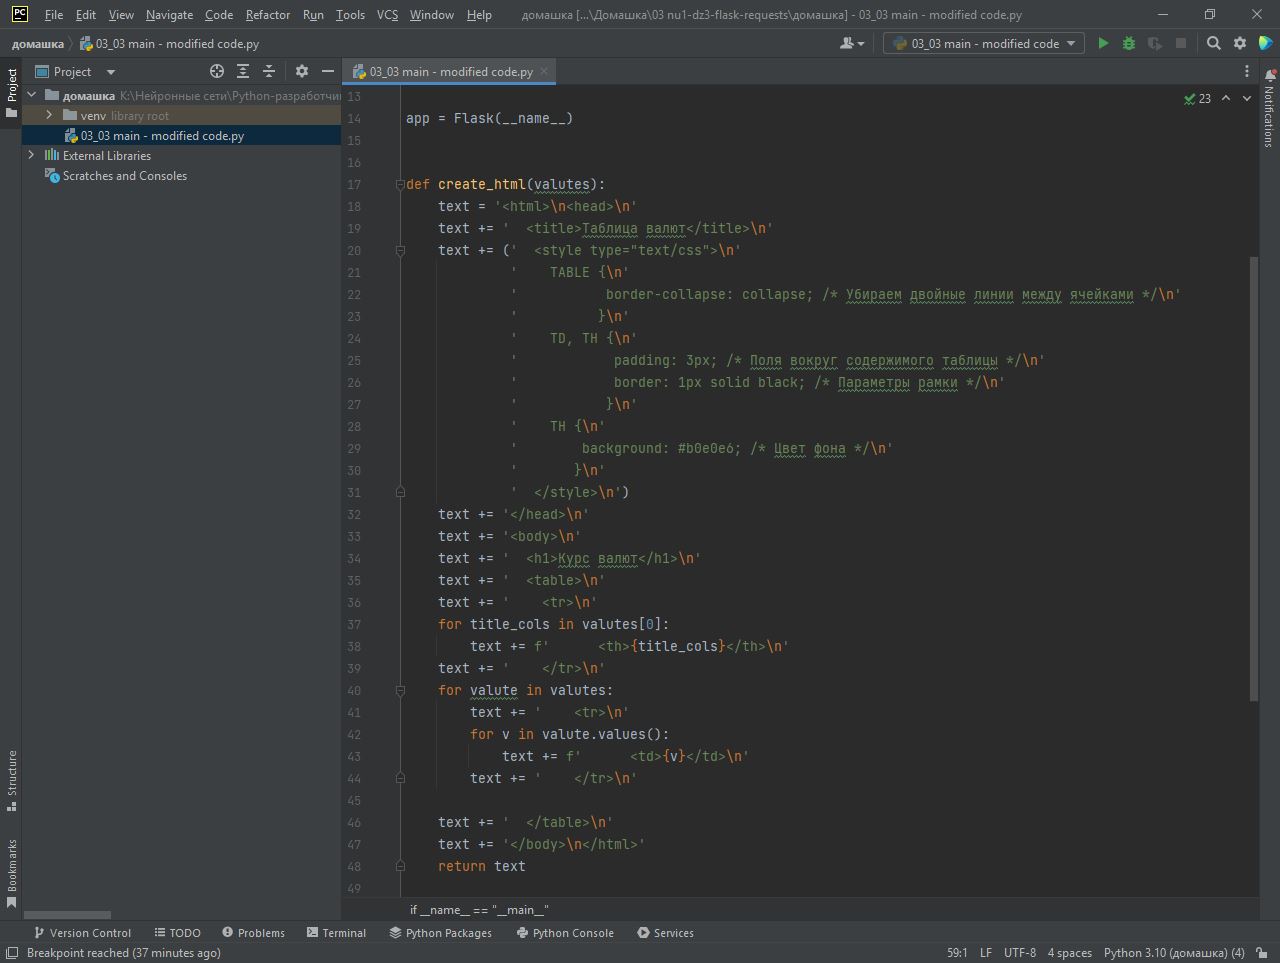 PC File Edit View Navigate Code Refactor Run Tools VCS Window Help домашка [...\Домашка\03 nu1-dz3-flask-requests\домашка] - 03_03 main - modified code.py
домашка 03_03 main - modified code.py 03_03 main - modified code
Project 03_03 main - modified code.py
Project
Structure
Bookmarks
Notifications
домашка K:\Нейронные сети\Python-разработчи
venv library root
03_03 main - modified code.py
External Libraries
Scratches and Consoles
23
13
14 app = Flask(__name__)
15
16
17 def create_html(valutes):
18 text = '<html>\n<head>\n'
19 text += '  <title>Таблица валют</title>\n'
20 text += ('  <style type="text/css">\n'
21 '    TABLE {\n'
22 '           border-collapse: collapse; /* Убираем двойные линии между ячейками */\n'
23 '          }\n'
24 '    TD, TH {\n'
25 '            padding: 3px; /* Поля вокруг содержимого таблицы */\n'
26 '            border: 1px solid black; /* Параметры рамки */\n'
27 '           }\n'
28 '    TH {\n'
29 '        background: #b0e0e6; /* Цвет фона */\n'
30 '       }\n'
31 '  </style>\n')
32 text += '</head>\n'
33 text += '<body>\n'
34 text += '  <h1>Курс валют</h1>\n'
35 text += '  <table>\n'
36 text += '    <tr>\n'
37 for title_cols in valutes[0]:
38 text += f'      <th>{title_cols}</th>\n'
39 text += '    </tr>\n'
40 for valute in valutes:
41 text += '    <tr>\n'
42 for v in valute.values():
43 text += f'      <td>{v}</td>\n'
44 text += '    </tr>\n'
45
46 text += '  </table>\n'
47 text += '</body>\n</html>'
48 return text
49
if __name__ == "__main__"
Version Control TODO Problems Terminal Python Packages Python Console Services
Breakpoint reached (37 minutes ago) 59:1 LF UTF-8 4 spaces Python 3.10 (домашка) (4)